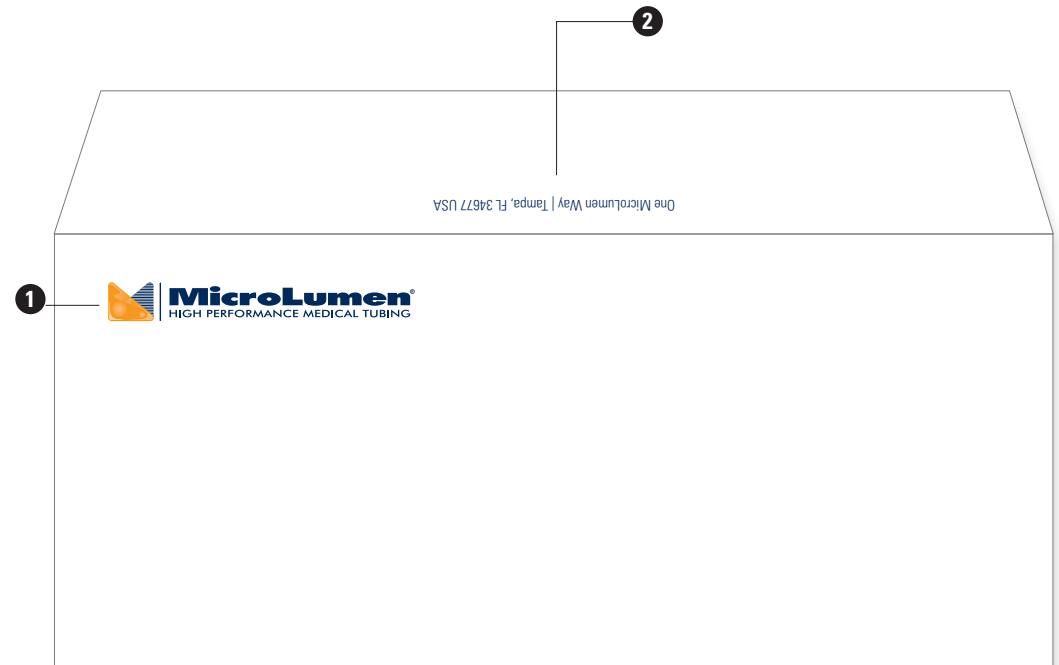 2
One MicroLumen Way | Tampa, FL 34677 USA
1
MicroLumen®
HIGH PERFORMANCE MEDICAL TUBING